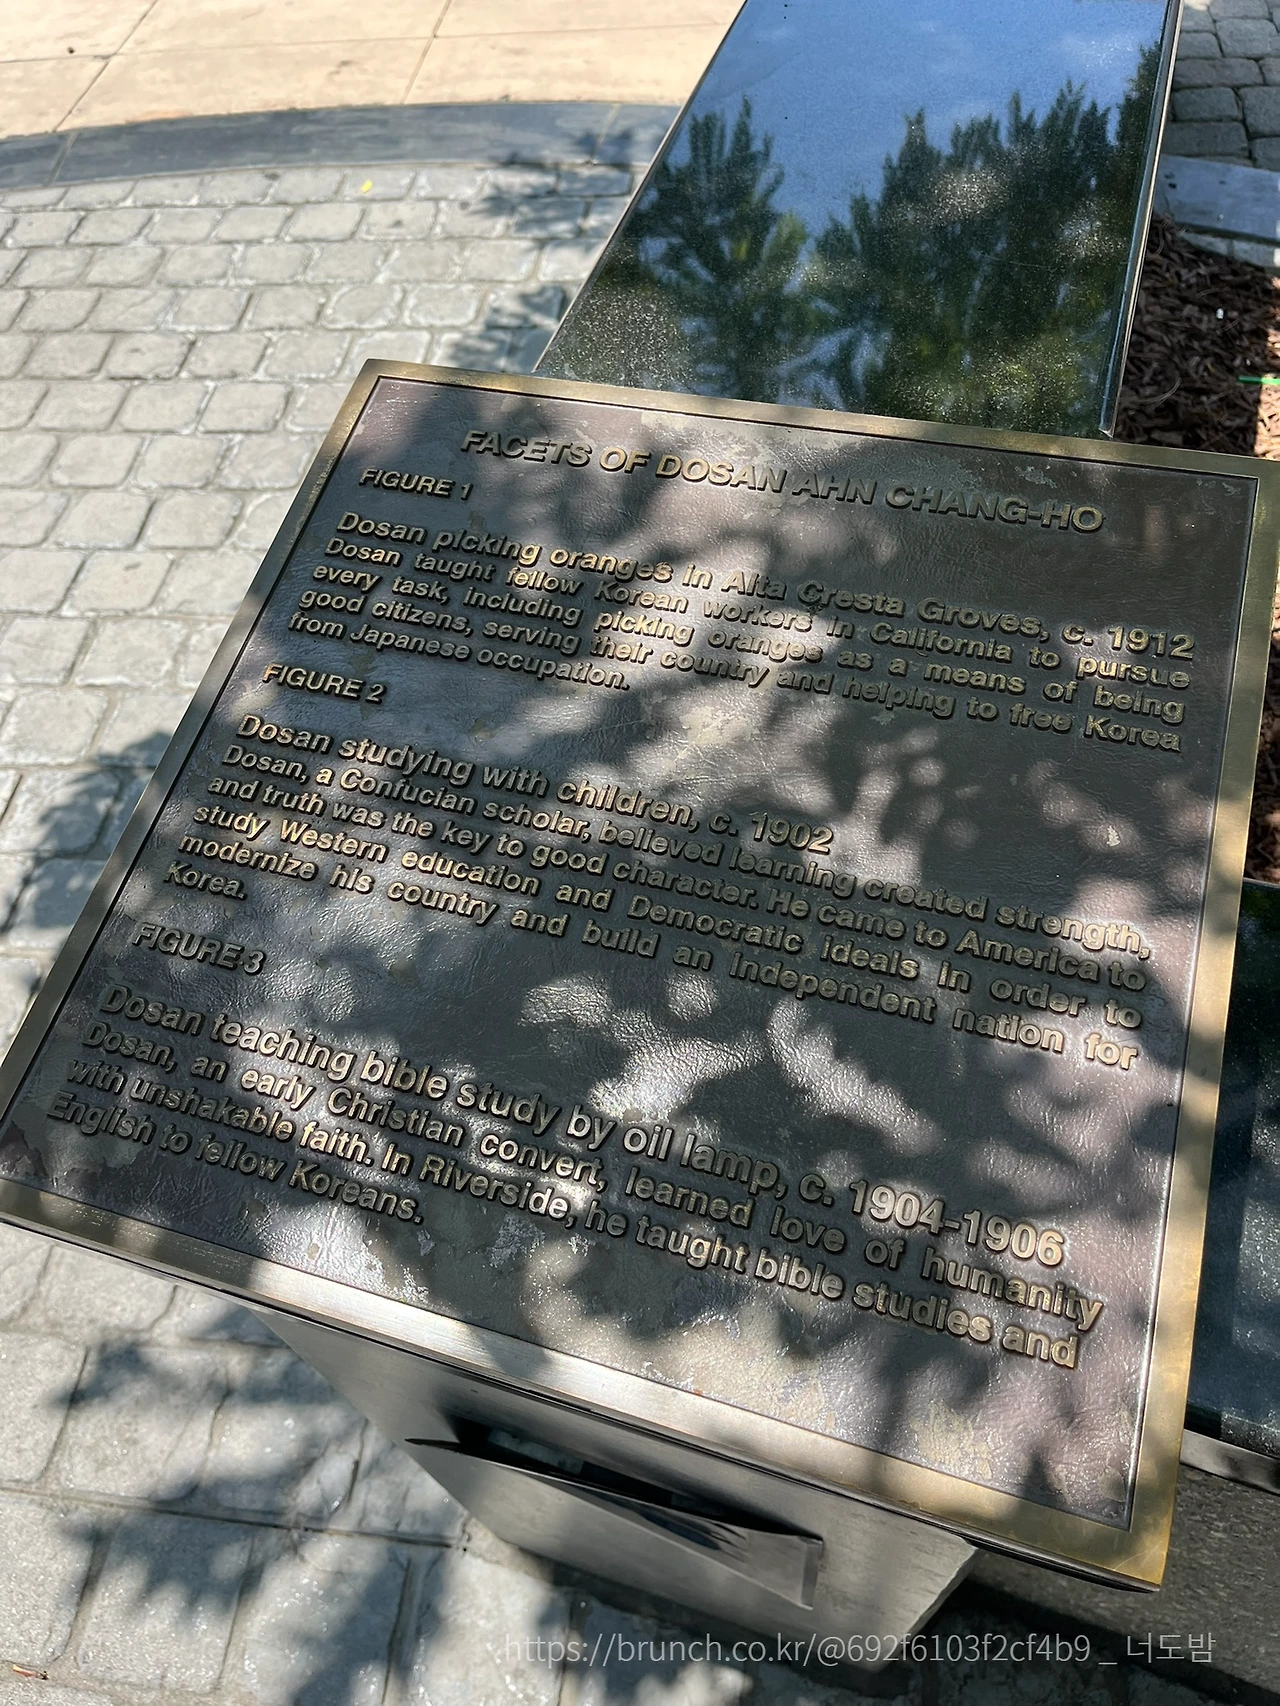 FACETS OF DOSAN AHN CHANG-HO
FIGURE 1
Dosan picking oranges in Alta Cresta Groves, c. 1912
Dosan taught fellow Korean workers in California to pursue
every task, including picking oranges as a means of being
good citizens, serving their country and helping to free Korea
from Japanese occupation.
FIGURE 2
Dosan studying with children, c. 1902
Dosan, a Confucian scholar, believed learning created strength,
and truth was the key to good character. He came to America to
study Western education and Democratic ideals in order to
modernize his country and build an independent nation for
Korea.
FIGURE 3
Dosan teaching bible study by oil lamp, c. 1904-1906
Dosan, an early Christian convert, learned love of humanity
with unshakable faith. In Riverside, he taught bible studies and
English to fellow Koreans.
https://brunch.co.kr/@692f6103f2cf4b9 _ 너도밤